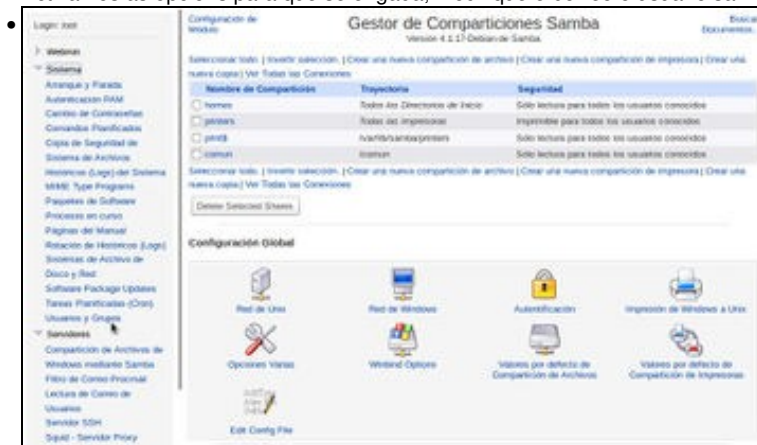 Login: root
Webmin
Sistema
Arranque y Parada
Autenticacion PAM
Cambio de Contraseñas
Comandos Planificados
Copia de Seguridad de
Sistema de Archivos
Históricos (Logs) del Sistema
MIME Type Programs
Paquetes de Software
Procesos en curso
Páginas del Manual
Rotación de Históricos (Logs)
Sistemas de Archivo de
Disco y Red
Software Package Updates
Tareas Planificadas (Cron)
Usuarios y Grupos
Servidores
Compartición de Archivos de
Windows mediante Samba
Filtro de Correo Procmail
Lectura de Correo de
Usuarios
Servidor SSH
Squid - Servidor Proxy
Configuración de
Módulo
Gestor de Comparticiones Samba
Versión 4.1.17-Debian de Samba
Buscar
Documentos..
Seleccionar todo. | Invertir selección. | Crear una nueva compartición de archivo | Crear una nueva compartición de impresora | Crear una
nueva copia | Ver Todas las Conexiones
Nombre de Compartición Trayectoria Seguridad
homes Todos los Directorios de Inicio Sólo lectura para todos los usuarios conocidos
printers Todas las Impresoras Imprimible para todos los usuarios conocidos
print$ /var/lib/samba/printers Sólo lectura para todos los usuarios conocidos
comun /comun Sólo lectura para todos los usuarios conocidos
Seleccionar todo. | Invertir selección. | Crear una nueva compartición de archivo | Crear una nueva compartición de impresora | Crear una
nueva copia | Ver Todas las Conexiones
Delete Selected Shares
Configuración Global
Red de Unix
Red de Windows
Autentificación
Impresión de Windows a Unix
Opciones Varias
Winbind Options
Valores por defecto de
Compartición de Archivos
Valores por defecto de
Compartición de Impresoras
Edit Config File